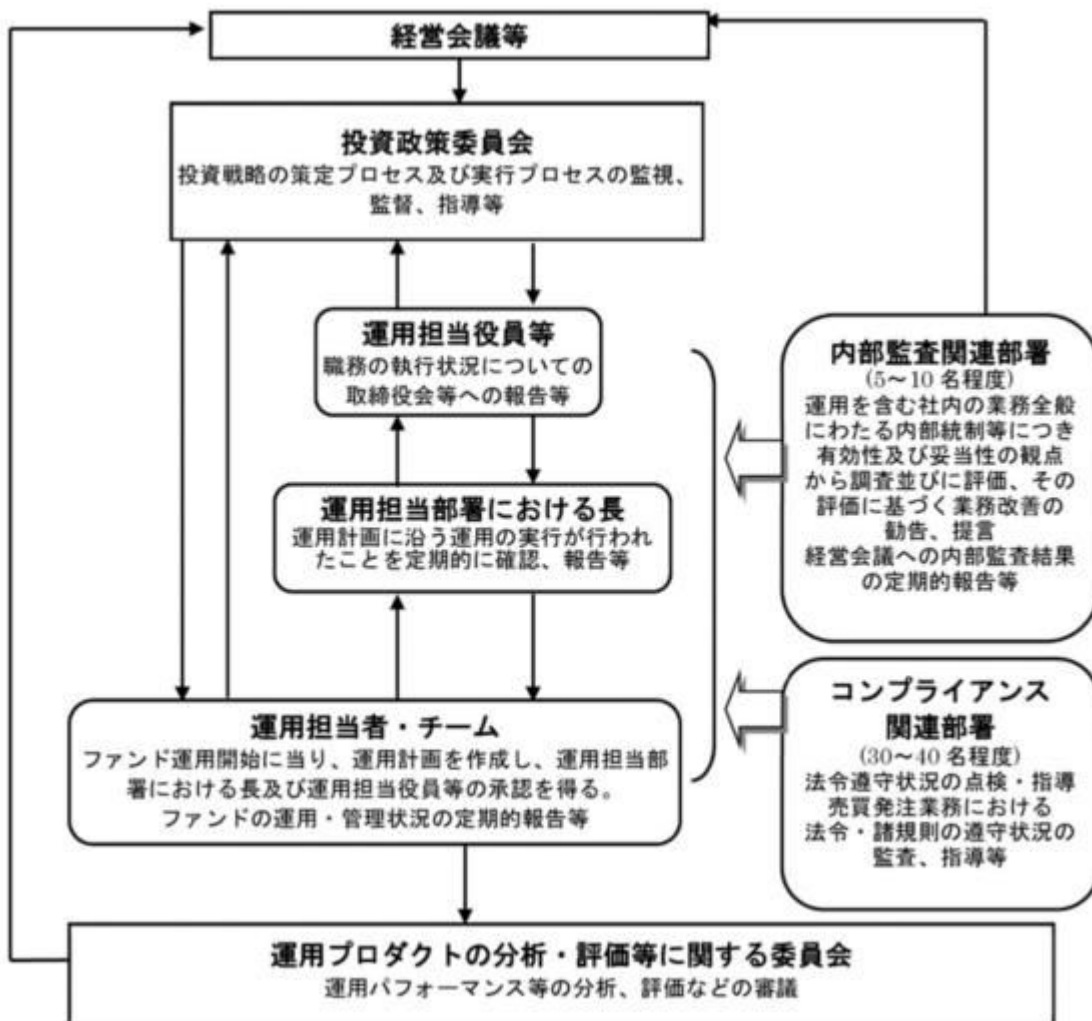 経営会議等
投資政策委員会
投資戦略の策定プロセス及び実行プロセスの監視、
監督、指導等
運用担当役員等
職務の執行状況についての
取締役会等への報告等
運用担当部署における長
運用計画に沿う運用の実行が行われ
たことを定期的に確認、報告等
運用担当者・チーム
ファンド運用開始に当り、運用計画を作成し、運用担当部
署における長及び運用担当役員等の承認を得る。
ファンドの運用・管理状況の定期的報告等
内部監査関連部署
(5～10 名程度)
運用を含む社内の業務全般
にわたる内部統制等につき
有効性及び妥当性の観点
から調査並びに評価、その
評価に基づく業務改善の
勧告、提言
経営会議への内部監査結果
の定期的報告等
コンプライアンス
関連部署
(30～40 名程度)
法令遵守状況の点検・指導
売買発注業務における
法令・諸規則の遵守状況の
監査、指導等
運用プロダクトの分析・評価等に関する委員会
運用パフォーマンス等の分析、評価などの審議